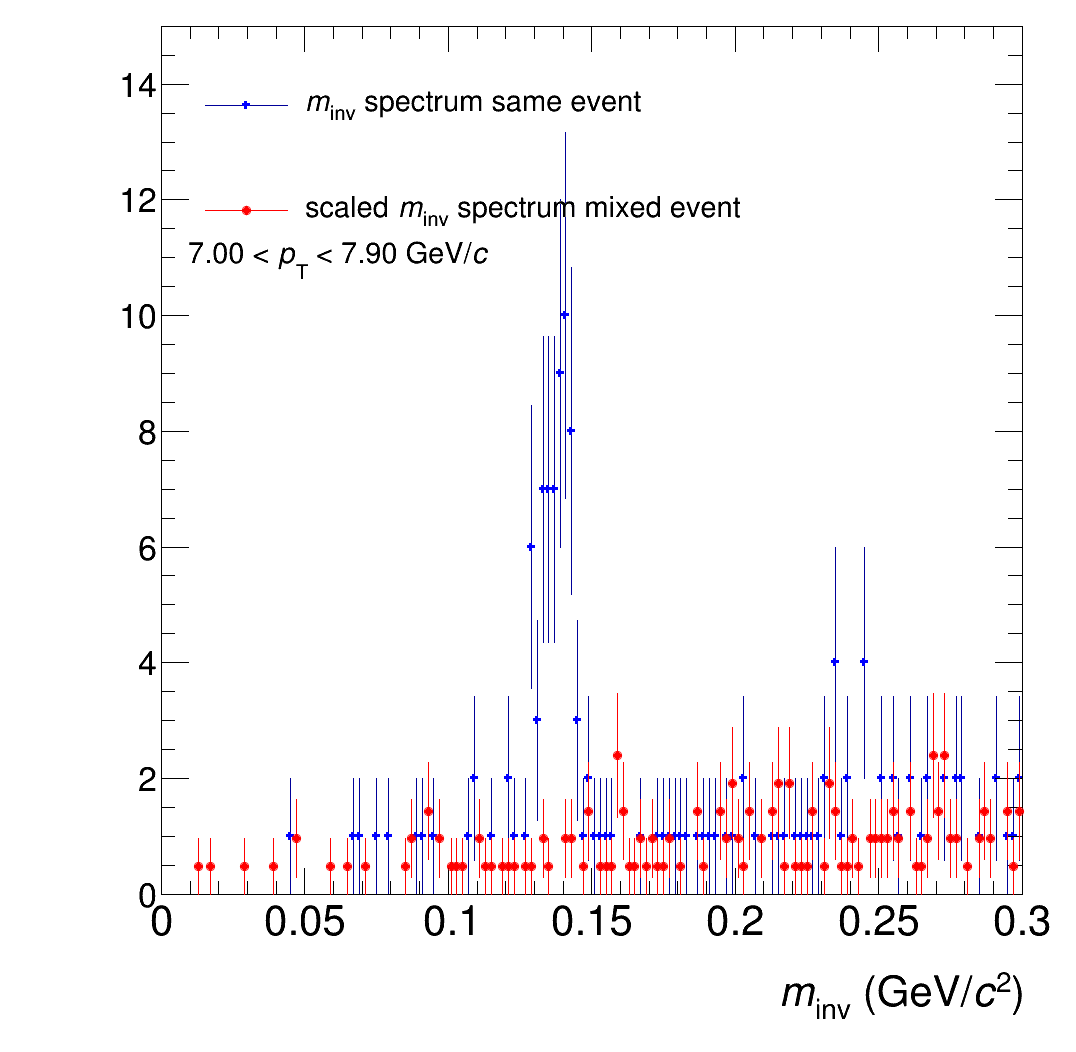 14
m_inv spectrum same event
12
scaled m_inv spectrum mixed event
7.00 < p_T < 7.90 GeV/c
10
8
6
4
2
0
0 0.05 0.1 0.15 0.2 0.25 0.3
m_inv (GeV/c²)